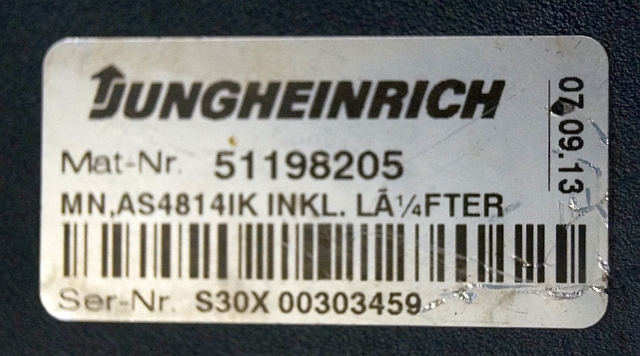 JUNGHEINRICH
07.09.13
Mat-Nr. 51198205
MN,AS4814IK INKL. LÃ¼FTER
Ser-Nr. S30X 00303459